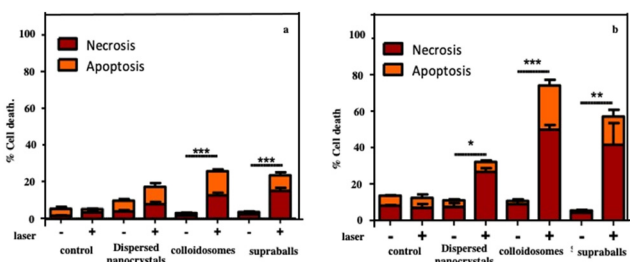 a
100
80
60
40
20
0
% Cell death.
Necrosis
Apoptosis
***
***
laser - + - + - + - +
control Dispersed nanocrystals colloidosomes supraballs
b
100
80
60
40
20
0
% Cell death
Necrosis
Apoptosis
*
***
**
laser - + - + - + - +
control Dispersed nanocrystals colloidosomes supraballs